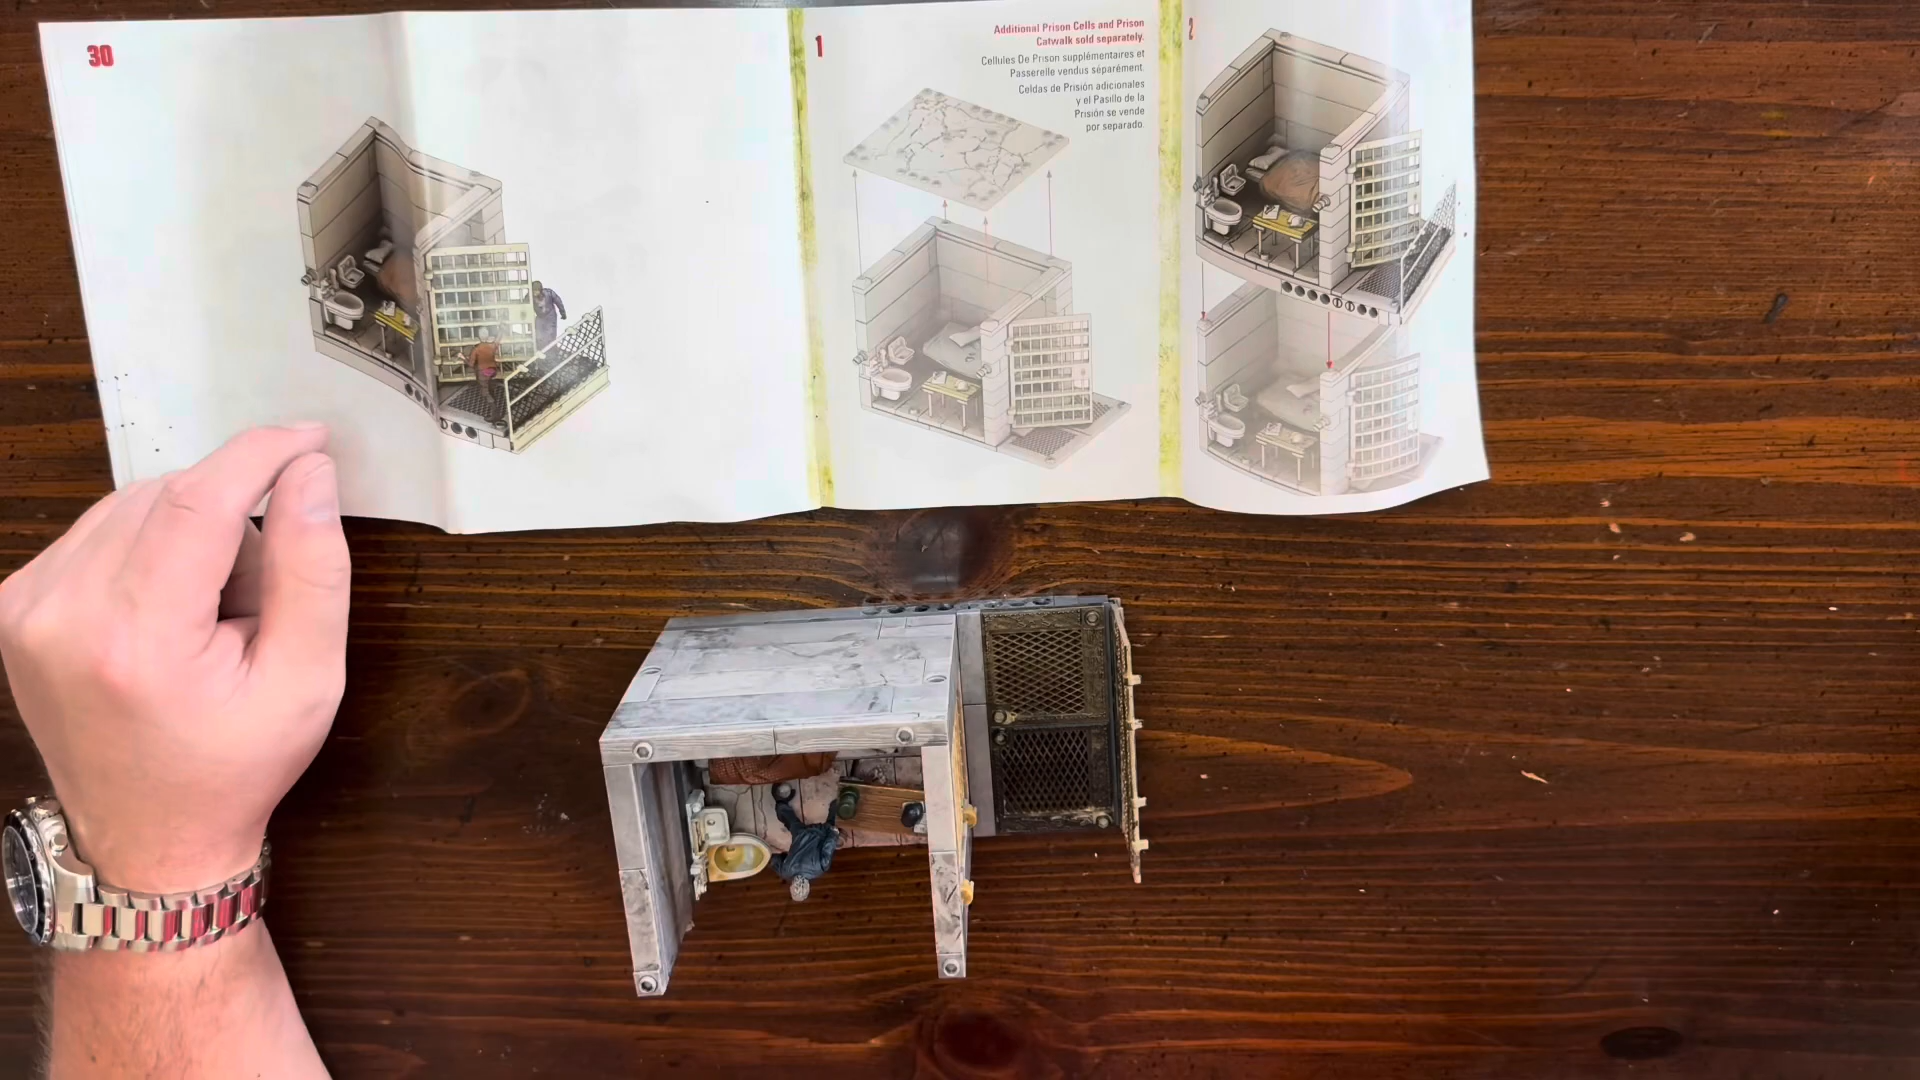 30
1
Additional Prison Cells and Prison
Catwalk sold separately.
Cellules De Prison supplémentaires et
Passerelle vendus séparément.
Celdas de Prisión adicionales
y el Pasillo de la
Prisión se vende
por separado.
2